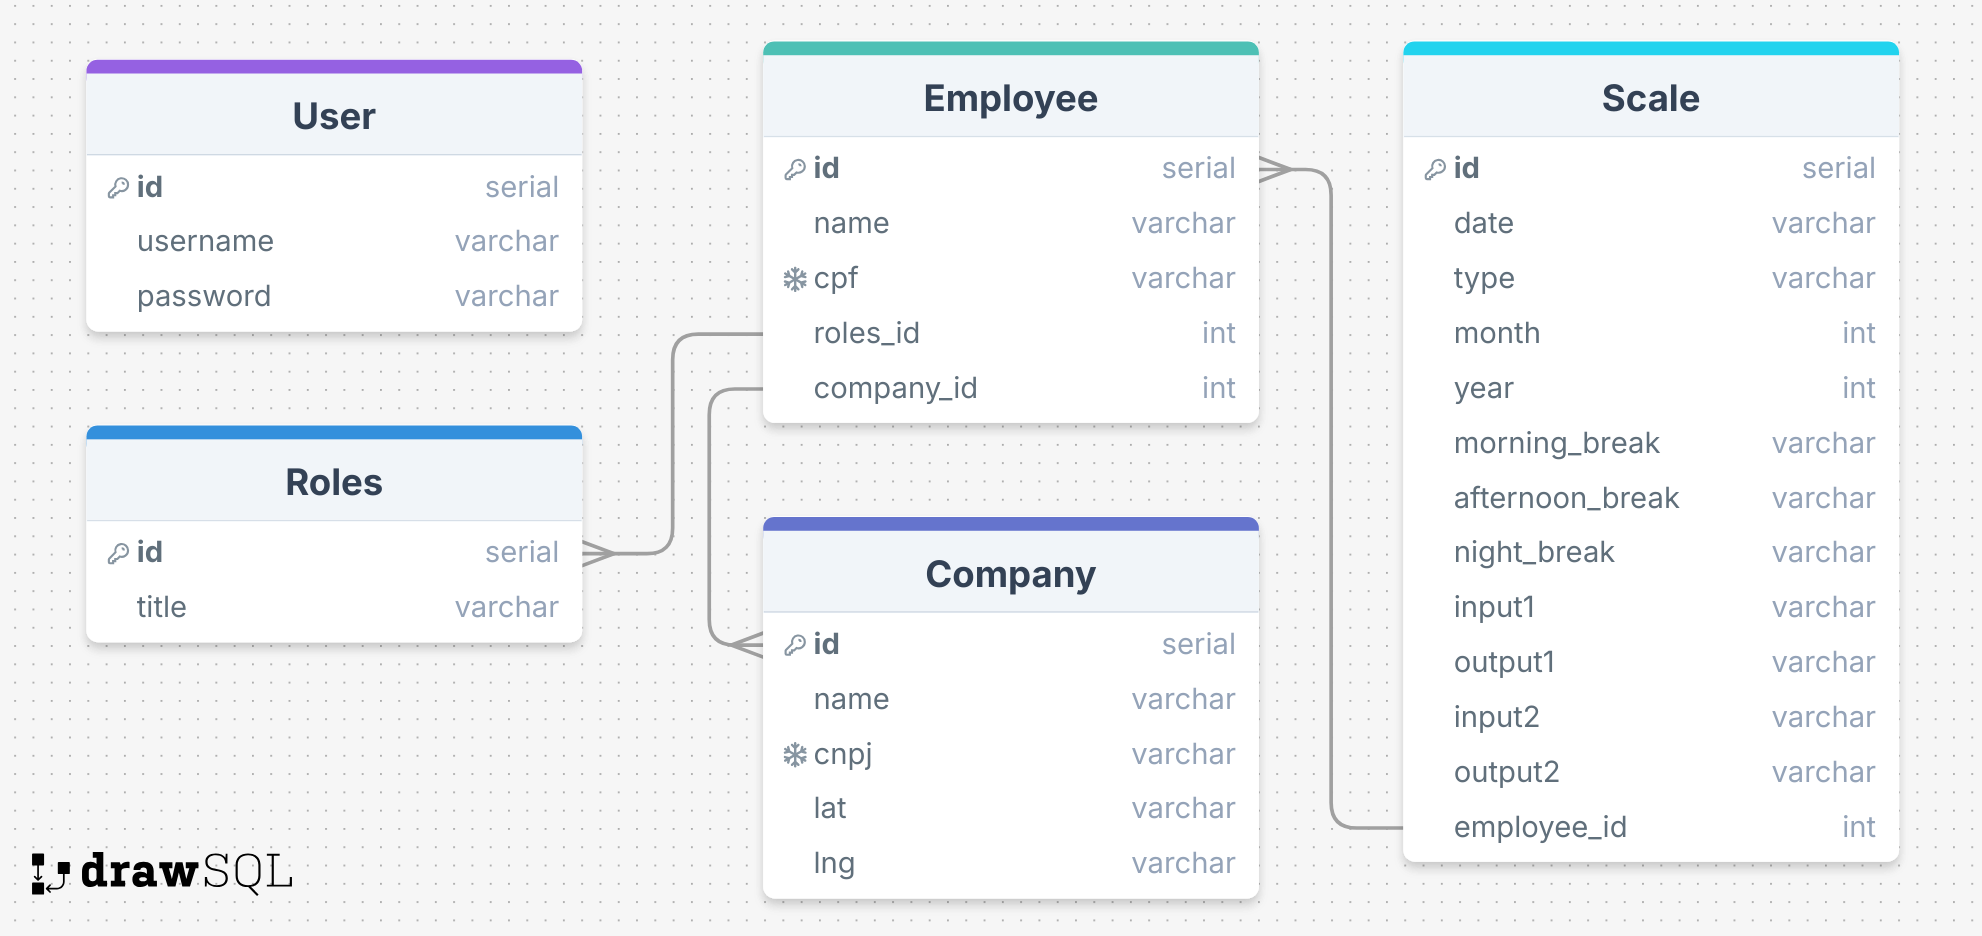 User
id serial
username varchar
password varchar
Roles
id serial
title varchar
Employee
id serial
name varchar
cpf varchar
roles_id int
company_id int
Company
id serial
name varchar
cnpj varchar
lat varchar
lng varchar
Scale
id serial
date varchar
type varchar
month int
year int
morning_break varchar
afternoon_break varchar
night_break varchar
input1 varchar
output1 varchar
input2 varchar
output2 varchar
employee_id int
drawSQL